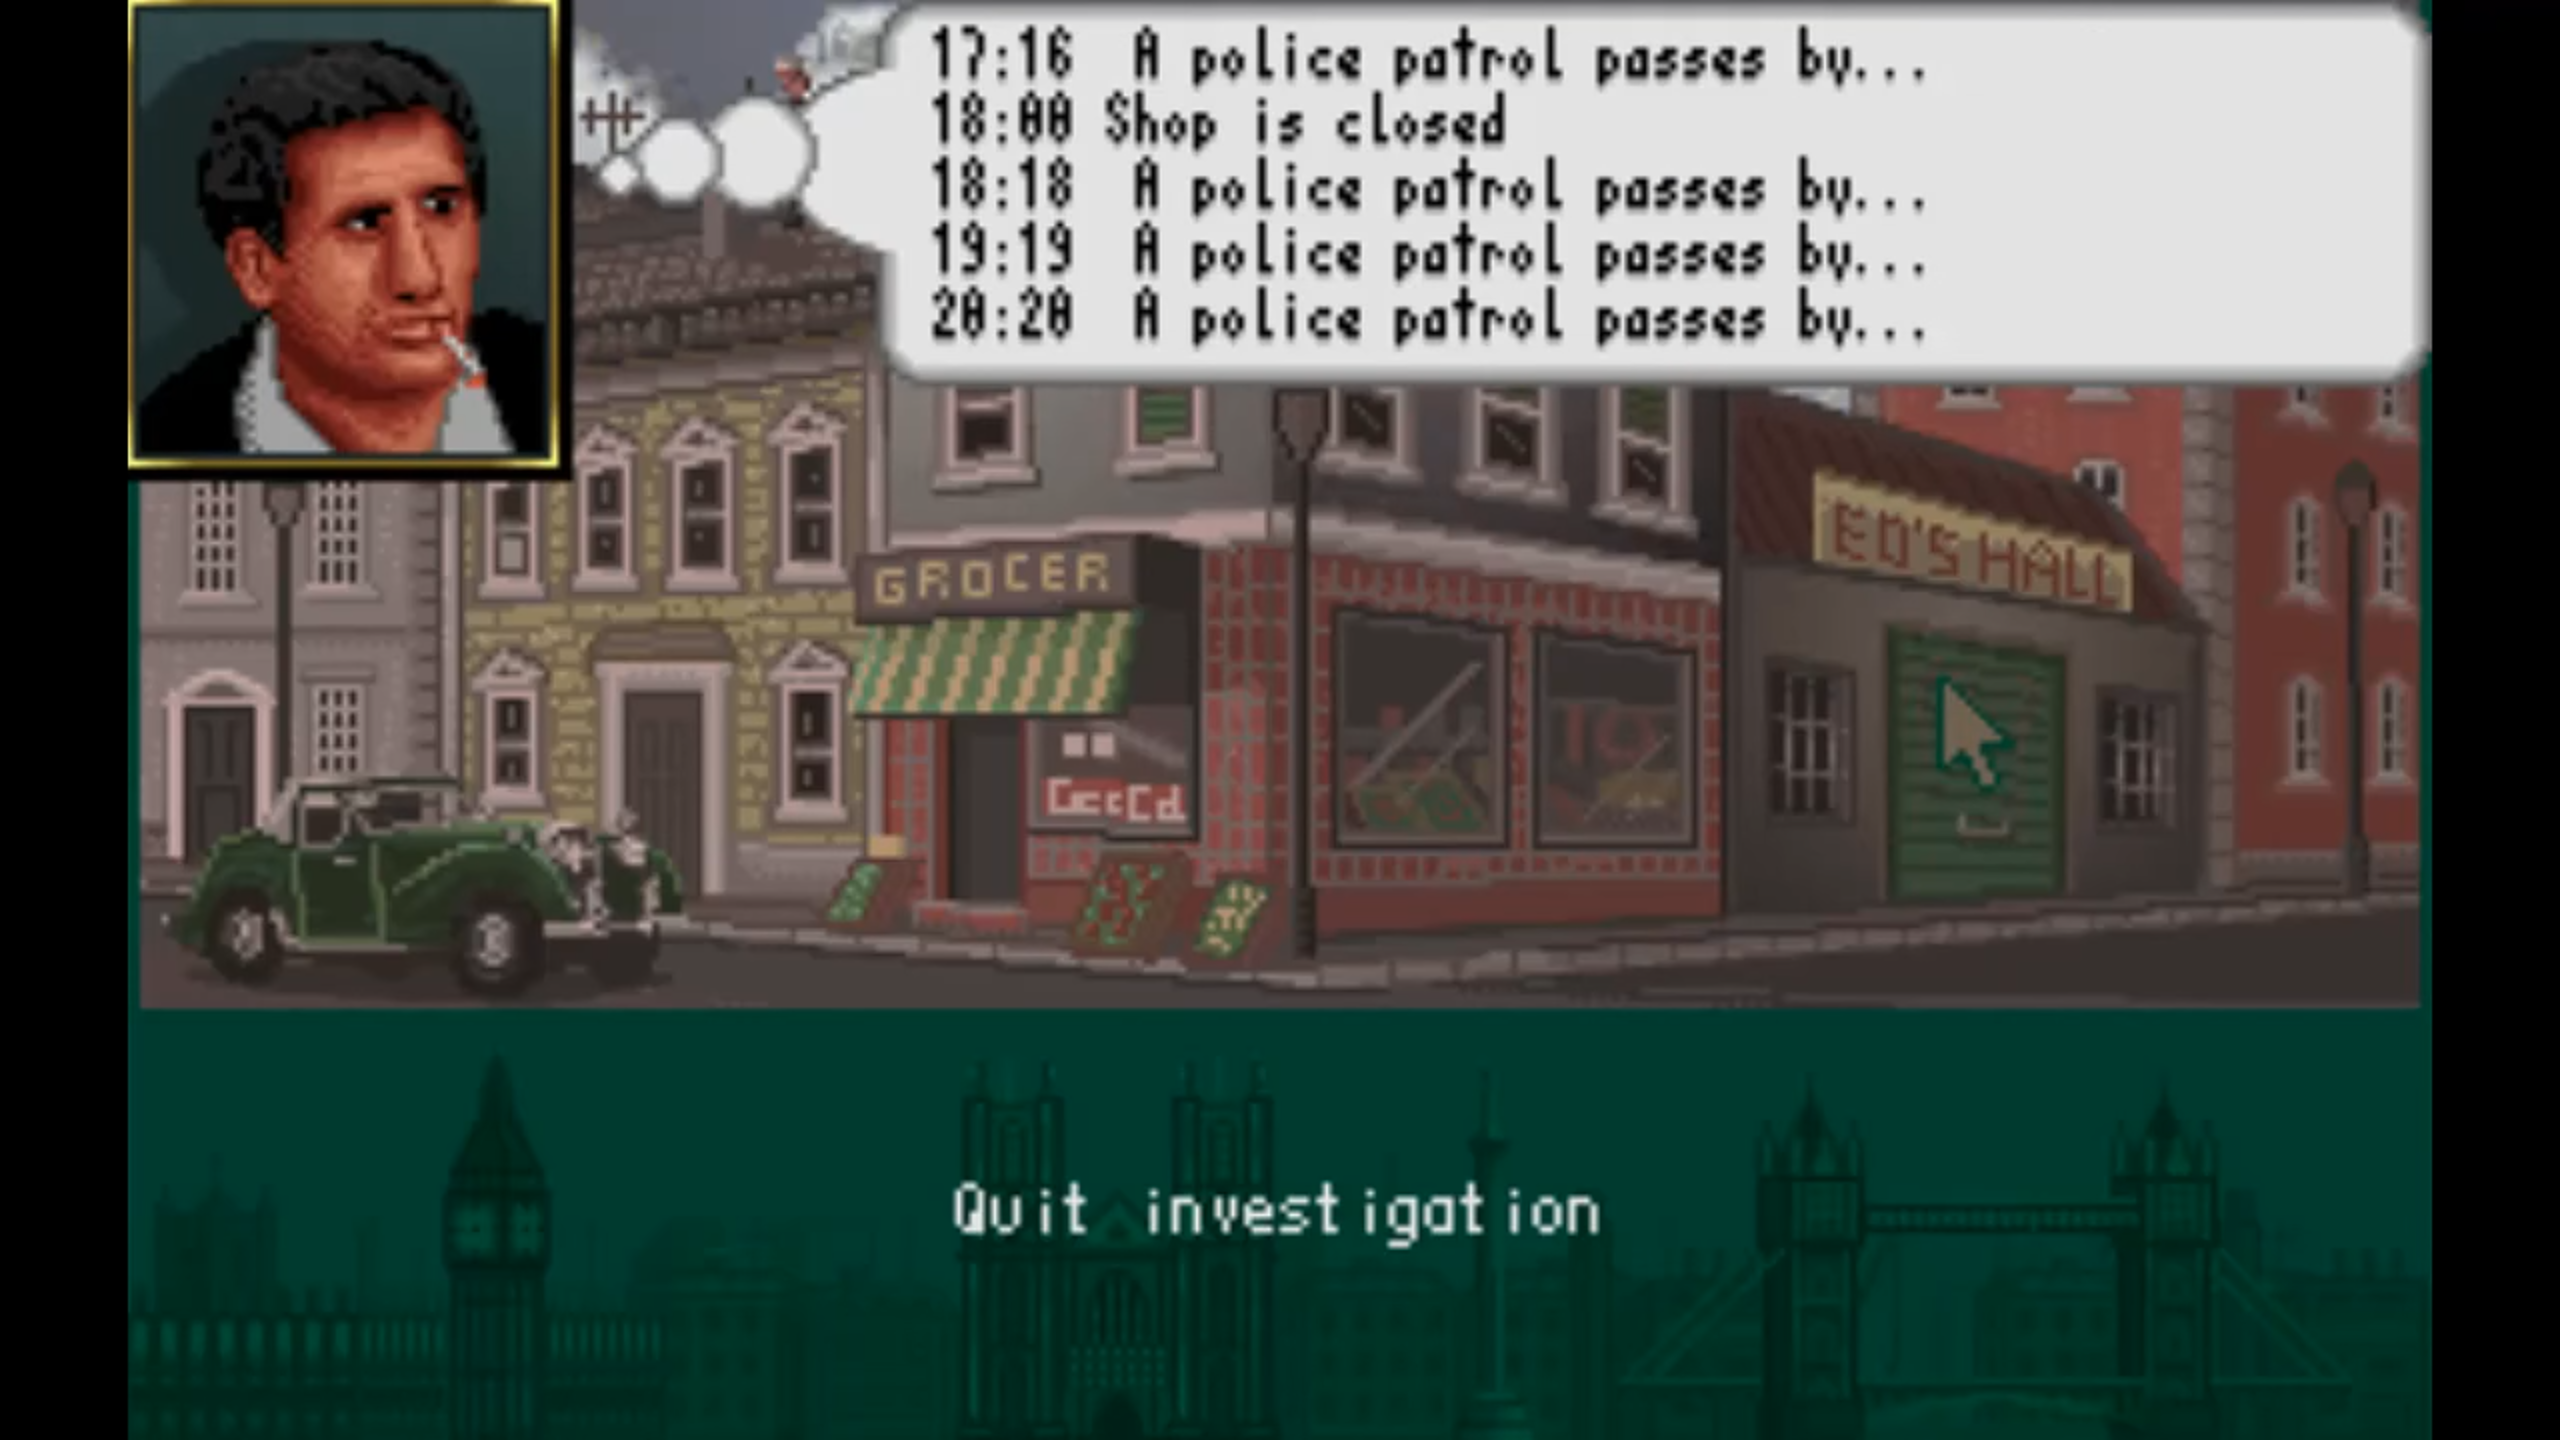 17:16 A police patrol passes by...
18:00 Shop is closed
18:18 A police patrol passes by...
19:19 A police patrol passes by...
20:20 A police patrol passes by...
GROCER
ED'S HALL
Quit investigation